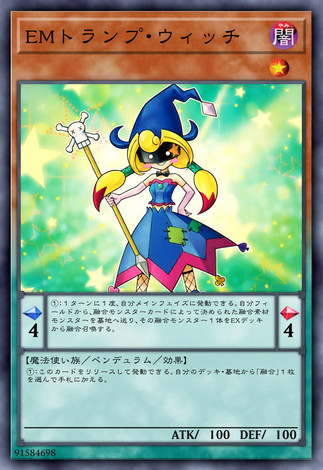 EMトランプ・ウィッチ
やみ
闇
①:1ターンに1度、自分メインフェイズに発動できる。自分フィ
ールドから、融合モンスターカードによって決められた融合素材
モンスターを墓地へ送り、その融合モンスター1体をEXデッキ
から融合召喚する。
4
4
【魔法使い族/ペンデュラム/効果】
①:このカードをリリースして発動できる。自分のデッキ・墓地から「融合」1枚
を選んで手札に加える。
ATK/ 100 DEF/ 100
91584698